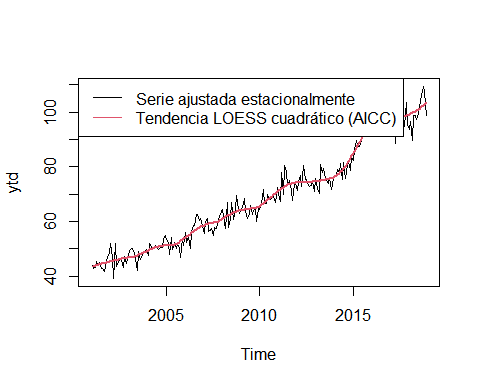 Serie ajustada estacionalmente
Tendencia LOESS cuadrático (AICC)
ytd
40
60
80
100
2005
2010
2015
Time